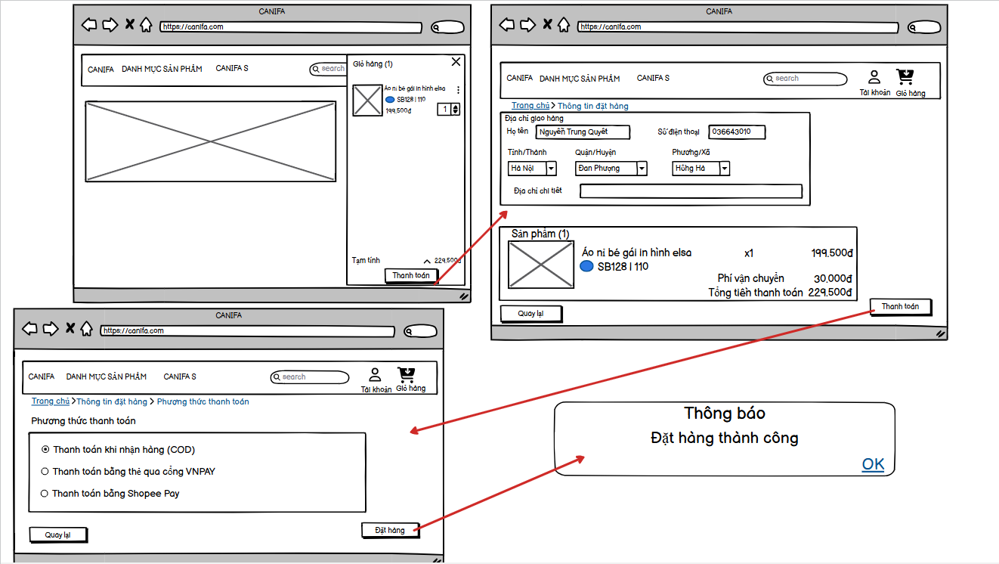 CANIFA
https://canifa.com
CANIFA DANH MỤC SẢN PHẨM CANIFA S search
Giỏ hàng (1)
Áo nỉ bé gái in hình elsa
SB128 | 110
199,500đ 1
Tạm tính 229,500đ
Thanh toán
CANIFA
https://canifa.com
CANIFA DANH MỤC SẢN PHẨM CANIFA S search Tài khoản Giỏ hàng
Trang chủ > Thông tin đặt hàng
Địa chỉ giao hàng
Họ tên Nguyễn Trung Quyết Số điện thoại 036643010
Tỉnh/Thành Quận/Huyện Phường/Xã
Hà Nội Đan Phượng Hồng Hà
Địa chỉ chi tiết
Sản phẩm (1)
Áo nỉ bé gái in hình elsa x1 199,500đ
SB128 | 110
Phí vận chuyển 30,000đ
Tổng tiền thanh toán 229,500đ
Quay lại Thanh toán
CANIFA
https://canifa.com
CANIFA DANH MỤC SẢN PHẨM CANIFA S search Tài khoản Giỏ hàng
Trang chủ > Thông tin đặt hàng > Phương thức thanh toán
Phương thức thanh toán
Thanh toán khi nhận hàng (COD)
Thanh toán bằng thẻ qua cổng VNPAY
Thanh toán bằng Shopee Pay
Quay lại Đặt hàng
Thông báo
Đặt hàng thành công
OK